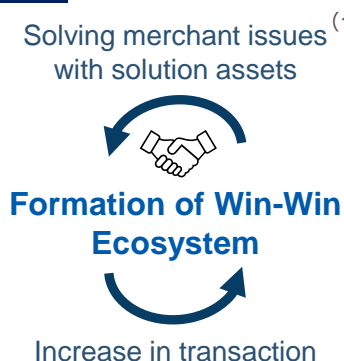 Solving merchant issues
with solution assets
Formation of Win-Win
Ecosystem
Increase in transaction